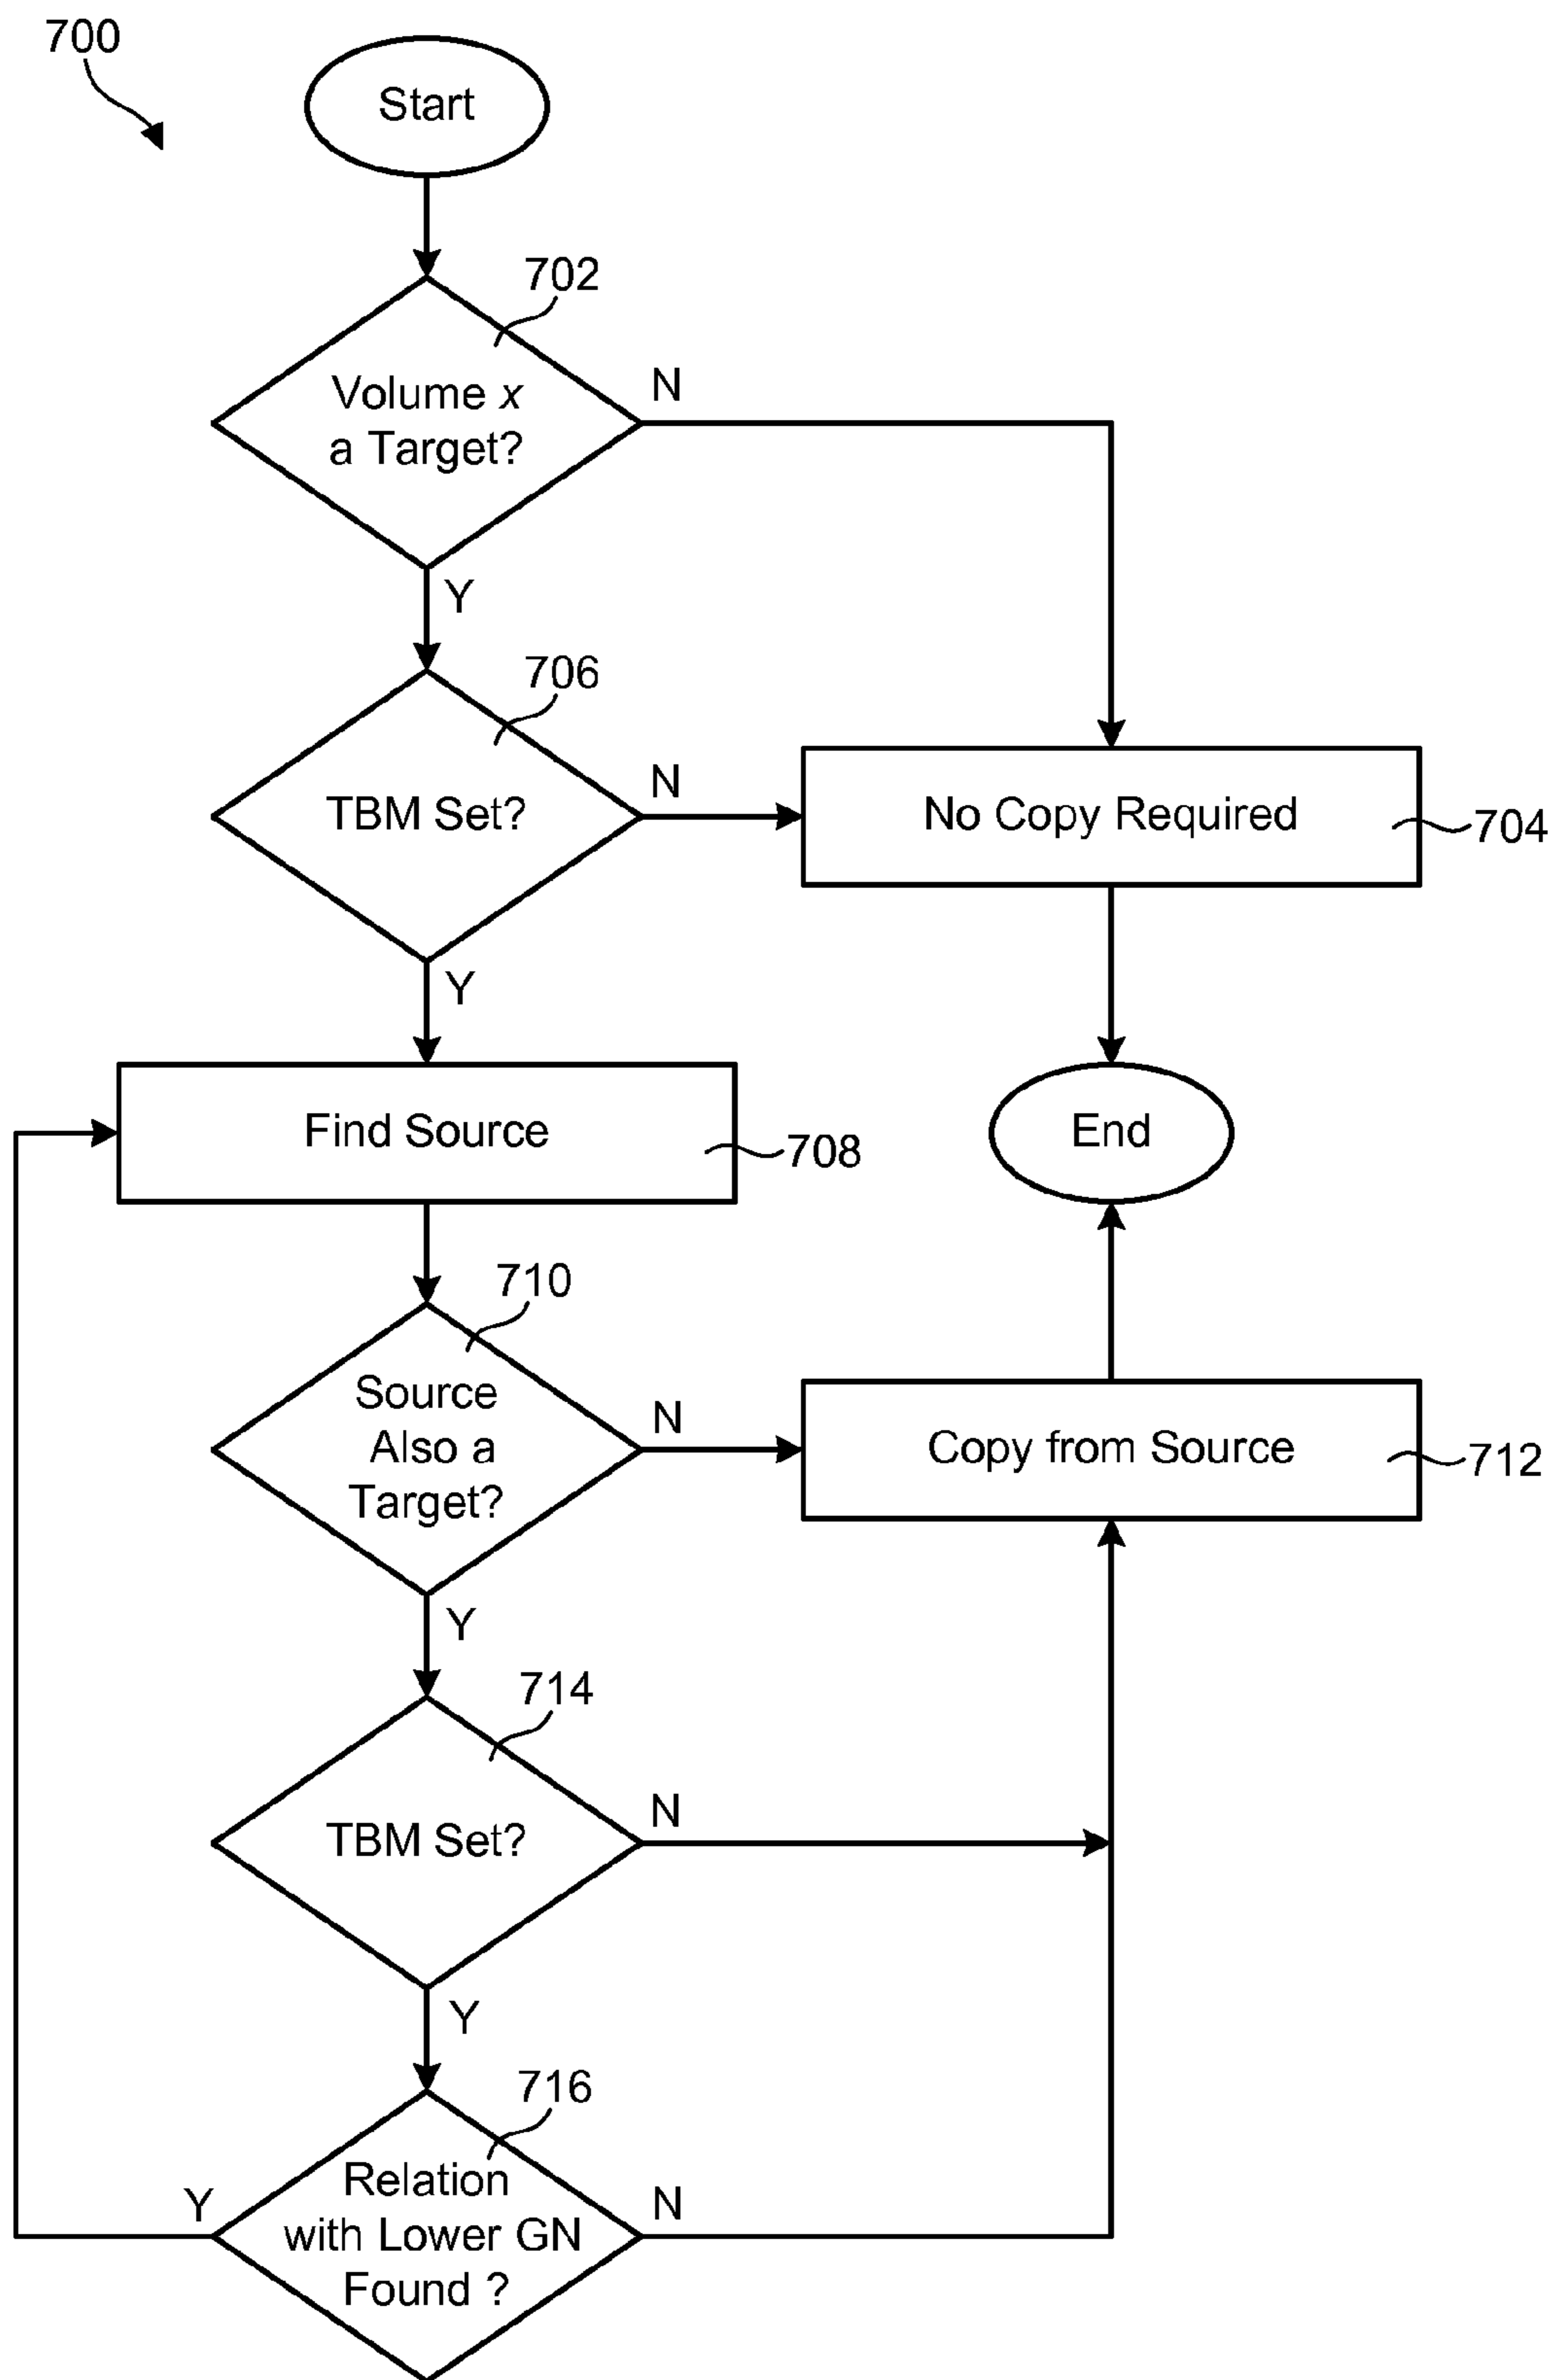 700
Start
702
Volume x
a Target?
N
Y
706
TBM Set?
N
No Copy Required
704
Y
Find Source
708
End
710
Source
Also a
Target?
N
Copy from Source
712
Y
714
TBM Set?
N
Y
716
Relation
with Lower GN
Found ?
Y
N